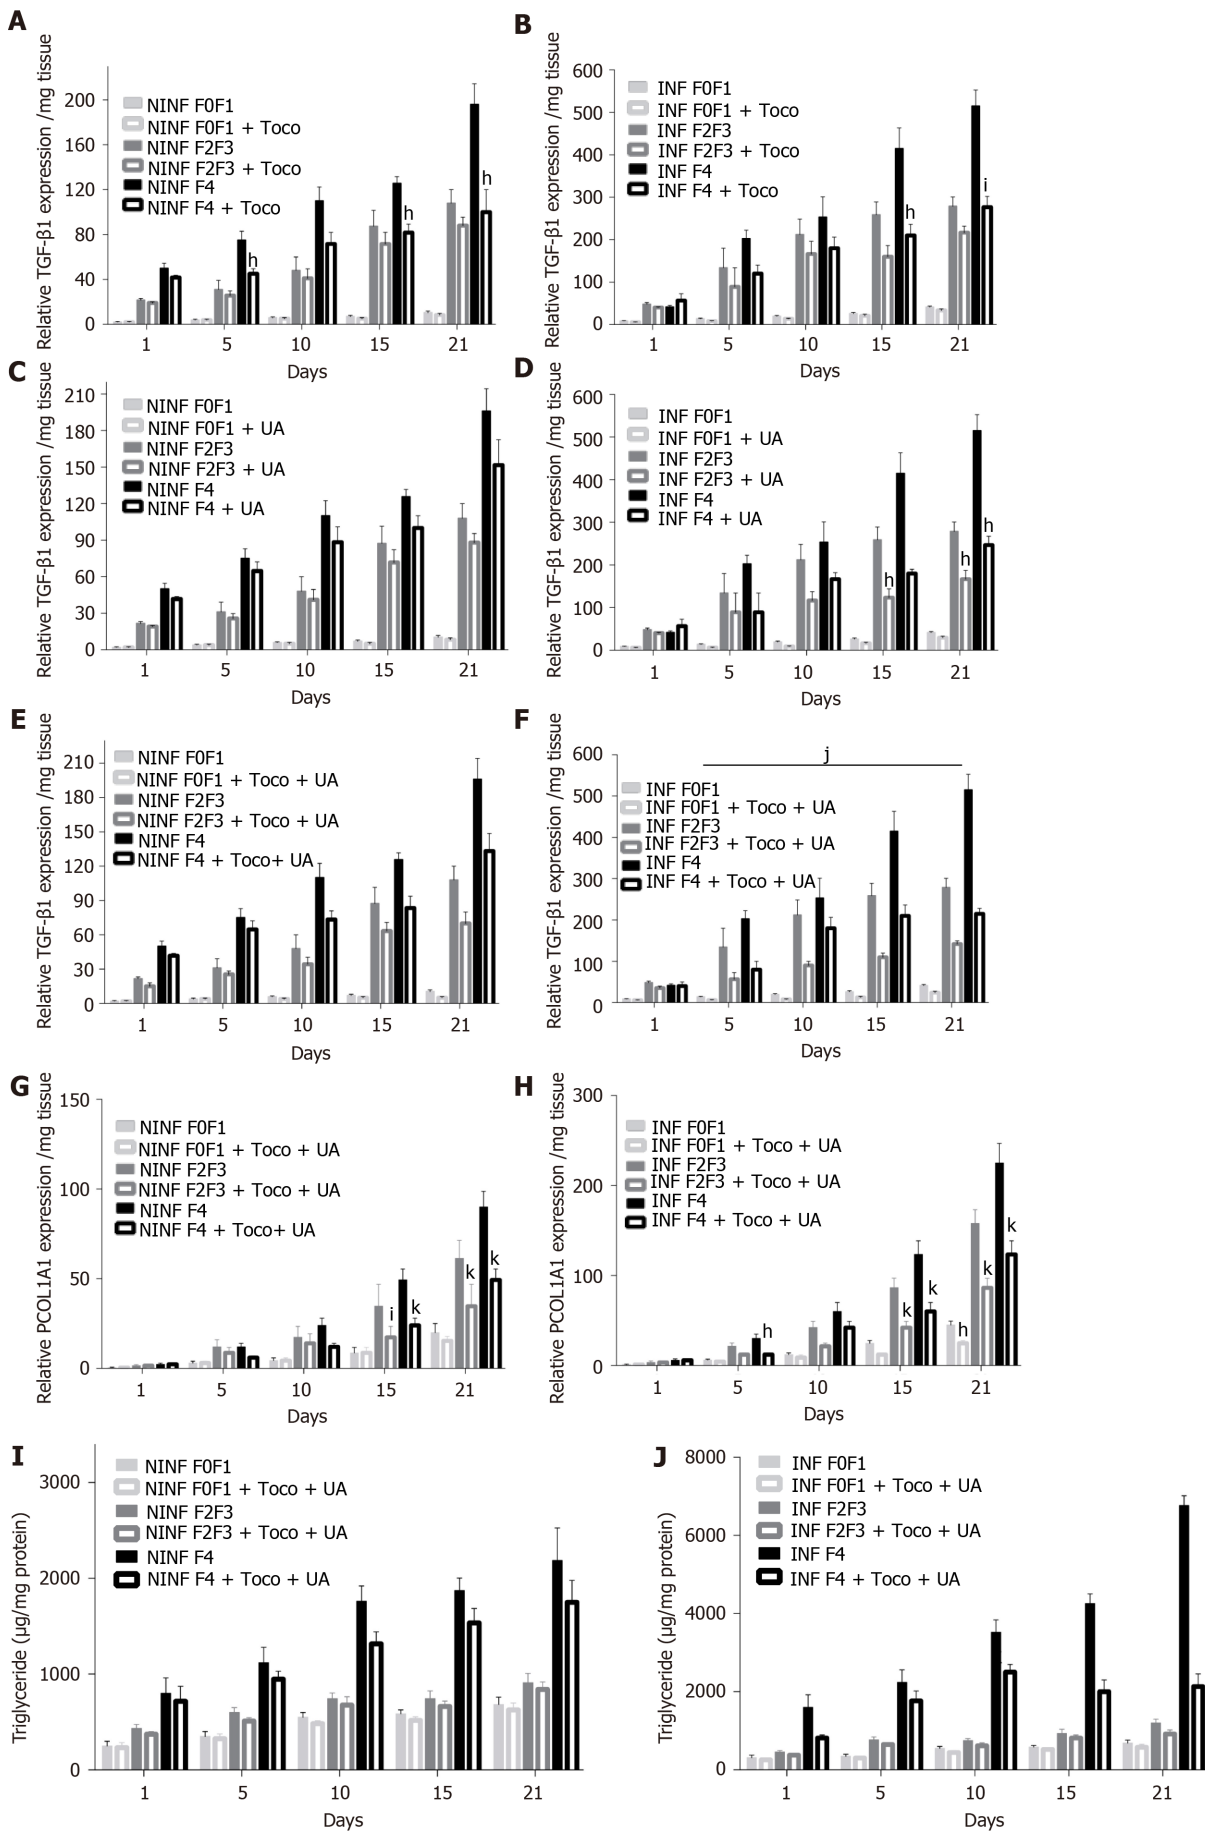 A
Relative TGF-β1 expression /mg tissue
200
160
120
80
40
0
NINF F0F1
NINF F0F1 + Toco
NINF F2F3
NINF F2F3 + Toco
NINF F4
NINF F4 + Toco
h
h
h
1 5 10 15 21
Days
B
Relative TGF-β1 expression /mg tissue
600
500
400
300
200
100
0
INF F0F1
INF F0F1 + Toco
INF F2F3
INF F2F3 + Toco
INF F4
INF F4 + Toco
h
i
1 5 10 15 21
Days
C
Relative TGF-β1 expression /mg tissue
210
180
150
120
90
60
30
0
NINF F0F1
NINF F0F1 + UA
NINF F2F3
NINF F2F3 + UA
NINF F4
NINF F4 + UA
1 5 10 15 21
Days
D
Relative TGF-β1 expression /mg tissue
600
500
400
300
200
100
0
INF F0F1
INF F0F1 + UA
INF F2F3
INF F2F3 + UA
INF F4
INF F4 + UA
h
h
h
1 5 10 15 21
Days
E
Relative TGF-β1 expression /mg tissue
210
180
150
120
90
60
30
0
NINF F0F1
NINF F0F1 + Toco + UA
NINF F2F3
NINF F2F3 + Toco + UA
NINF F4
NINF F4 + Toco+ UA
1 5 10 15 21
Days
F
Relative TGF-β1 expression /mg tissue
600
500
400
300
200
100
0
j
INF F0F1
INF F0F1 + Toco + UA
INF F2F3
INF F2F3 + Toco + UA
INF F4
INF F4 + Toco + UA
1 5 10 15 21
Days
G
Relative PCOL1A1 expression /mg tissue
150
100
50
0
NINF F0F1
NINF F0F1 + Toco + UA
NINF F2F3
NINF F2F3 + Toco + UA
NINF F4
NINF F4 + Toco+ UA
i
k
k
k
1 5 10 15 21
Days
H
Relative PCOL1A1 expression /mg tissue
300
200
100
0
INF F0F1
INF F0F1 + Toco + UA
INF F2F3
INF F2F3 + Toco + UA
INF F4
INF F4 + Toco + UA
h
k
k
h
k
k
1 5 10 15 21
Days
I
Triglyceride (μg/mg protein)
3000
2000
1000
0
NINF F0F1
NINF F0F1 + Toco + UA
NINF F2F3
NINF F2F3 + Toco + UA
NINF F4
NINF F4 + Toco + UA
1 5 10 15 21
Days
J
Triglyceride (μg/mg protein)
8000
6000
4000
2000
0
INF F0F1
INF F0F1 + Toco + UA
INF F2F3
INF F2F3 + Toco + UA
INF F4
INF F4 + Toco + UA
1 5 10 15 21
Days